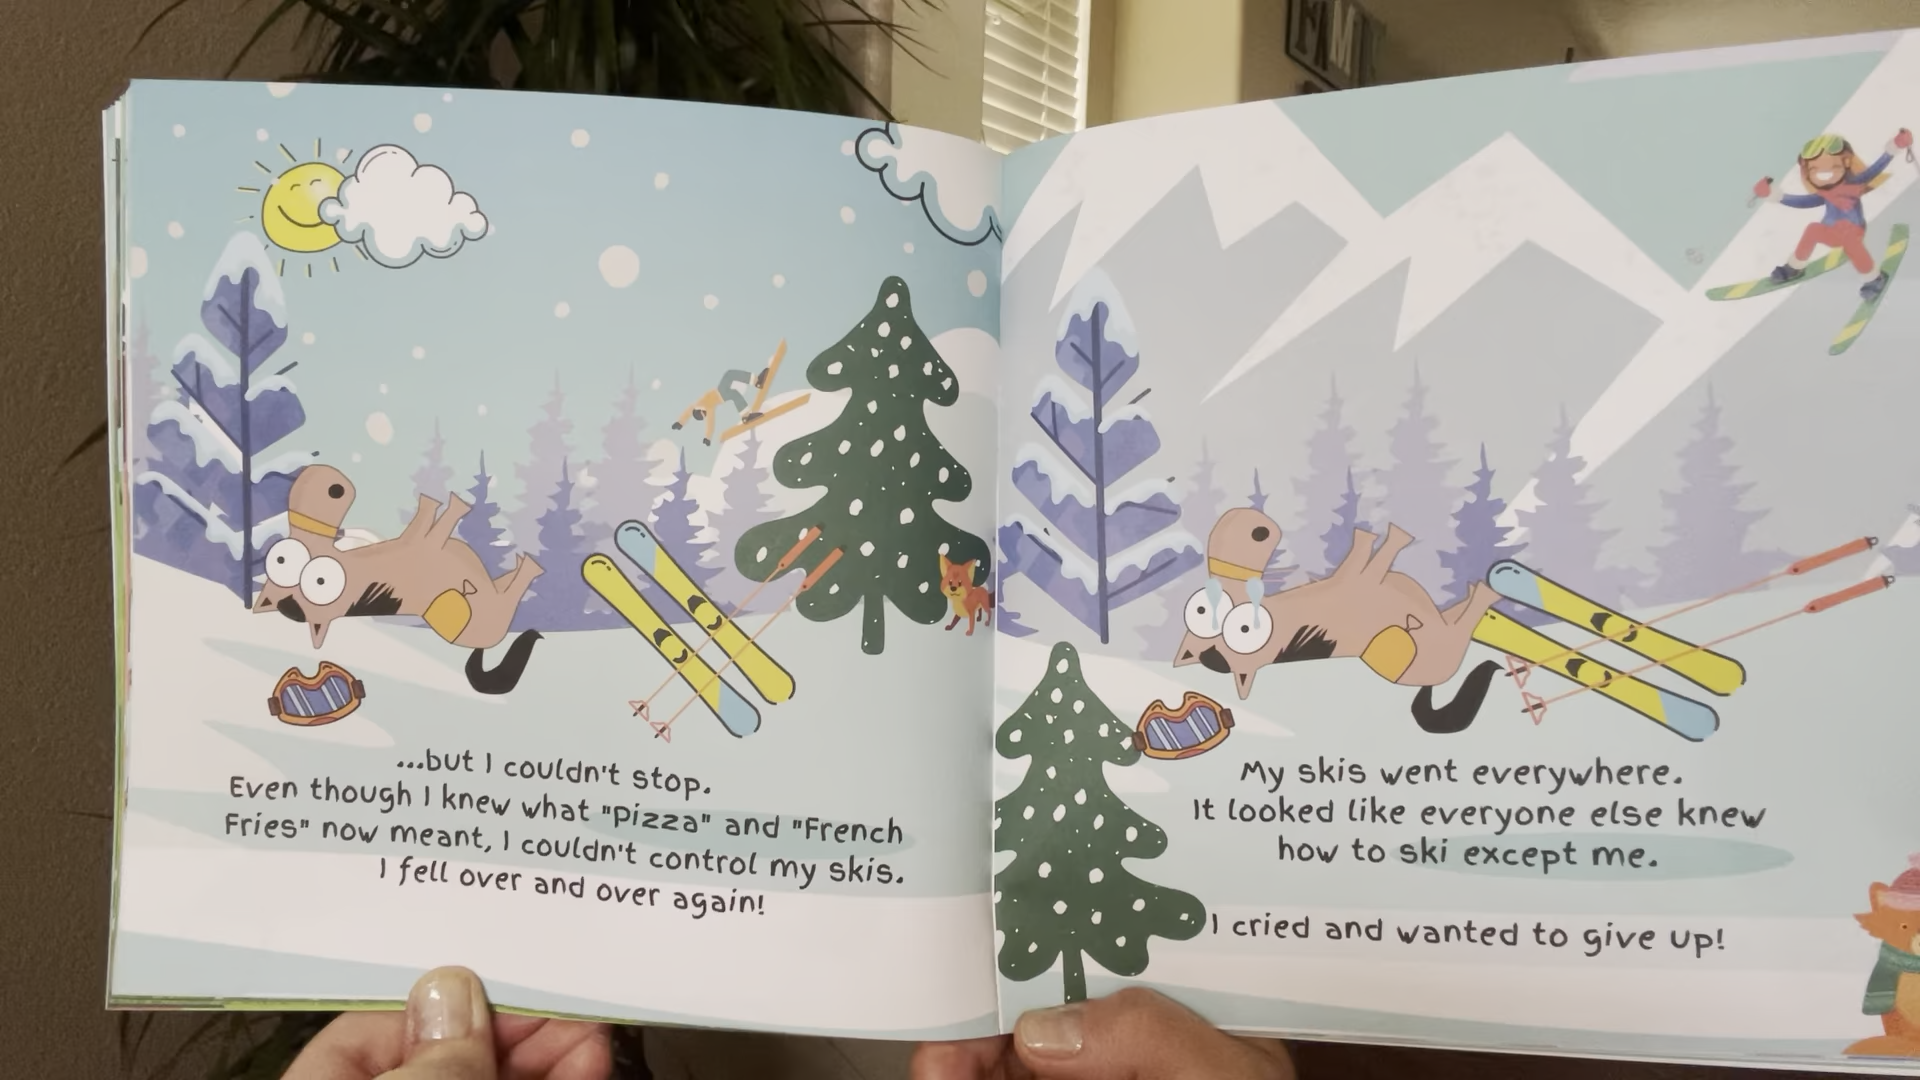 FAMI
...but I couldn't stop.
Even though I knew what "Pizza" and "French
Fries" now meant, I couldn't control my skis.
I fell over and over again!
My skis went everywhere.
It looked like everyone else knew
how to ski except me.
I cried and wanted to give up!